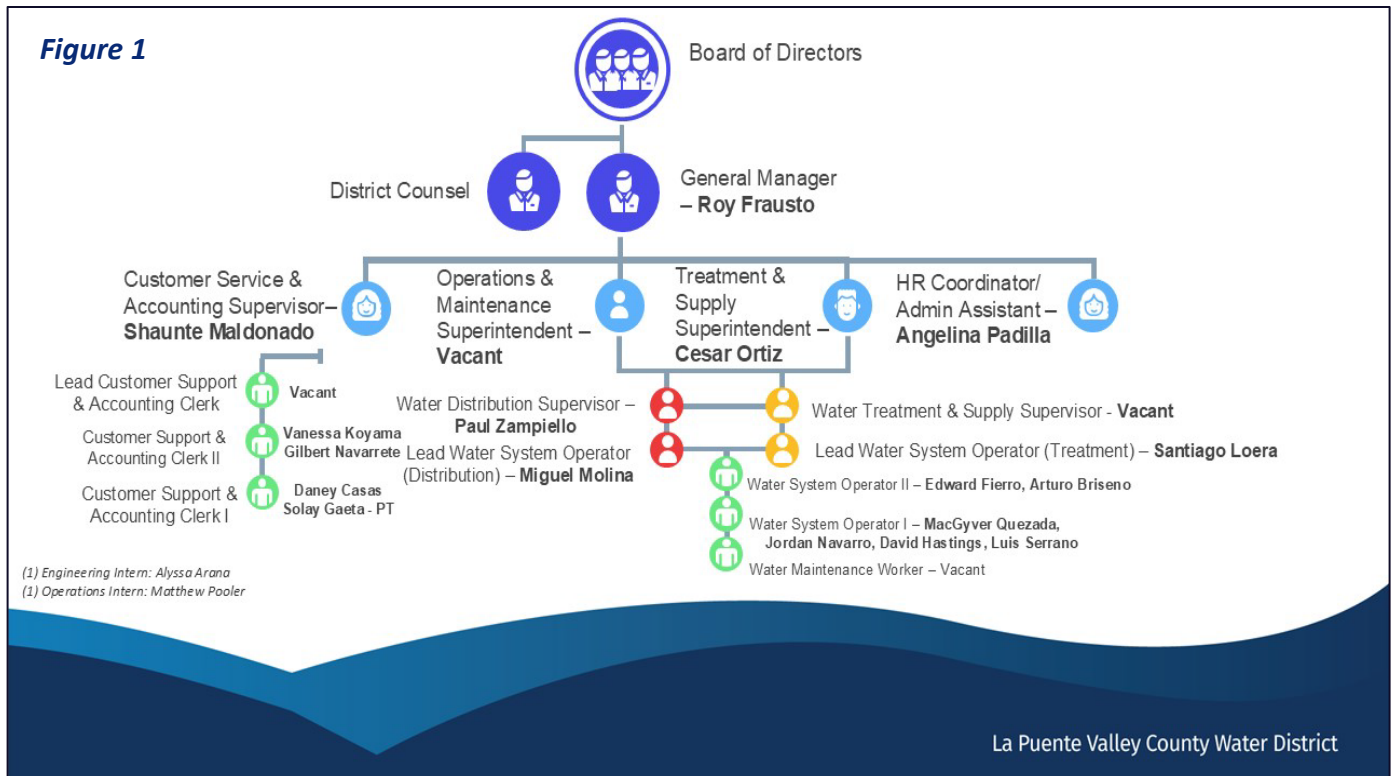 Figure 1
Board of Directors
District Counsel
General Manager
– Roy Frausto
Customer Service &
Accounting Supervisor–
Shaunte Maldonado
Operations &
Maintenance
Superintendent –
Vacant
Treatment &
Supply
Superintendent –
Cesar Ortiz
HR Coordinator/
Admin Assistant –
Angelina Padilla
Lead Customer Support
& Accounting Clerk
Vacant
Customer Support &
Accounting Clerk II
Vanessa Koyama
Gilbert Navarrete
Customer Support &
Accounting Clerk I
Daney Casas
Solay Gaeta - PT
Water Distribution Supervisor –
Paul Zampiello
Lead Water System Operator
(Distribution) – Miguel Molina
Water Treatment & Supply Supervisor - Vacant
Lead Water System Operator (Treatment) – Santiago Loera
Water System Operator II – Edward Fierro, Arturo Briseno
Water System Operator I – MacGyver Quezada,
Jordan Navarro, David Hastings, Luis Serrano
Water Maintenance Worker – Vacant
(1) Engineering Intern: Alyssa Arana
(1) Operations Intern: Matthew Pooler
La Puente Valley County Water District